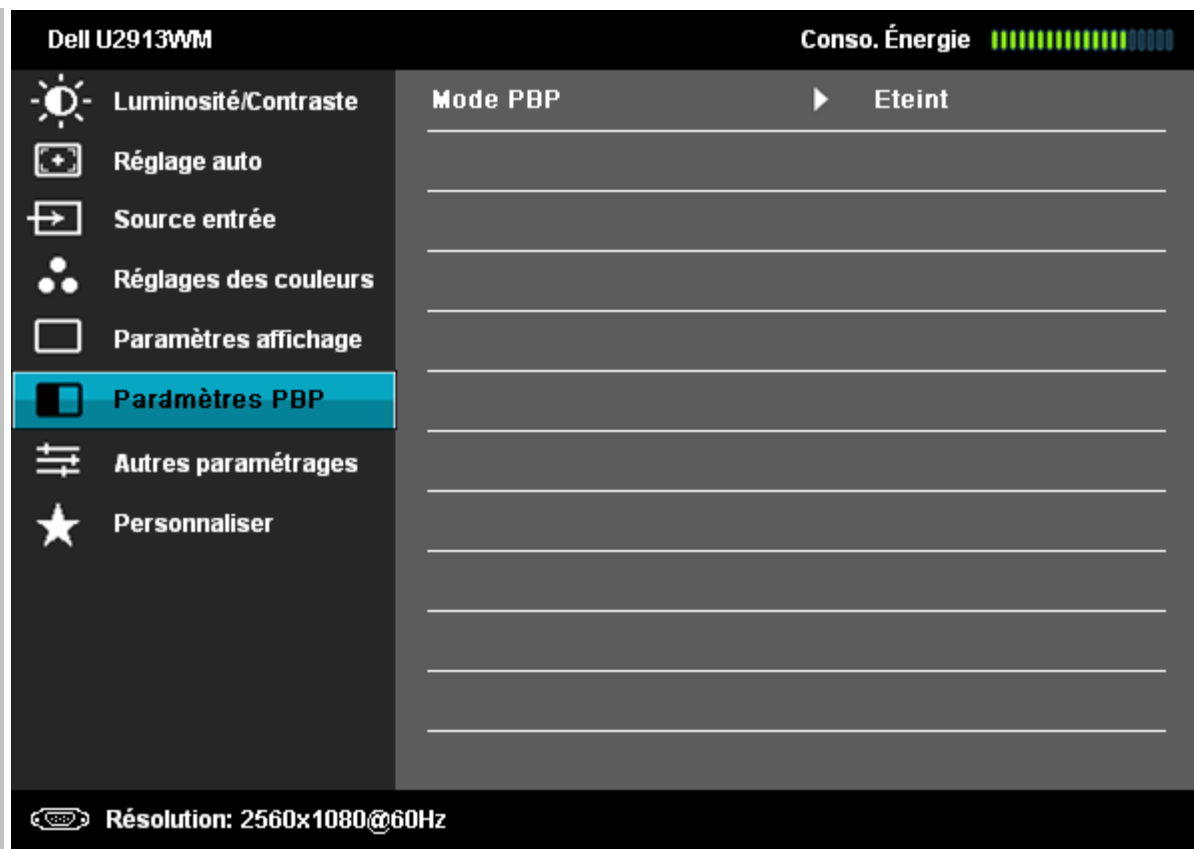 Dell U2913WM Conso. Énergie
Luminosité/Contraste Mode PBP Eteint
Réglage auto
Source entrée
Réglages des couleurs
Paramètres affichage
Paramètres PBP
Autres paramétrages
Personnaliser
Résolution: 2560x1080@60Hz